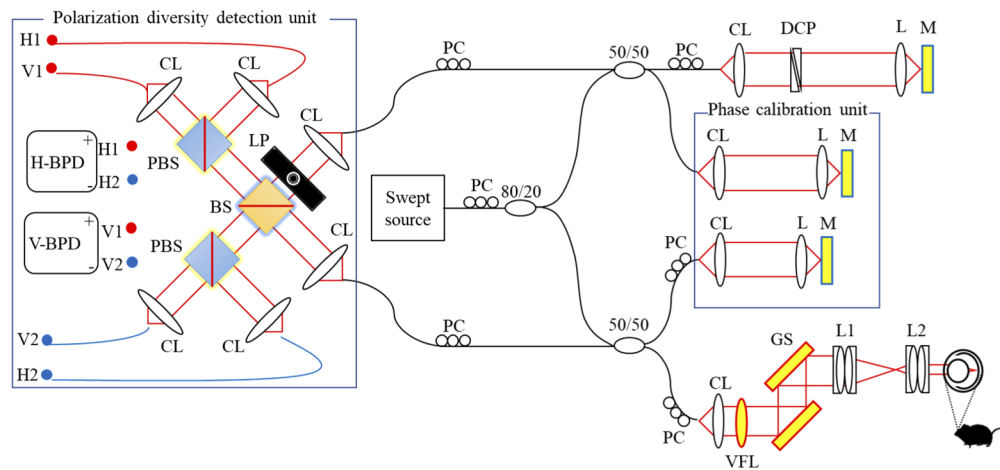 Polarization diversity detection unit
H1
V1
CL
CL
CL
LP
PBS
H-BPD
+
-
H1
H2
BS
V-BPD
+
-
V1
V2
PBS
CL
V2
H2
CL
CL
PC
PC
Swept
source
PC
80/20
50/50
50/50
PC
CL
DCP
L
M
Phase calibration unit
CL
L
M
PC
CL
L
M
PC
CL
VFL
GS
L1
L2